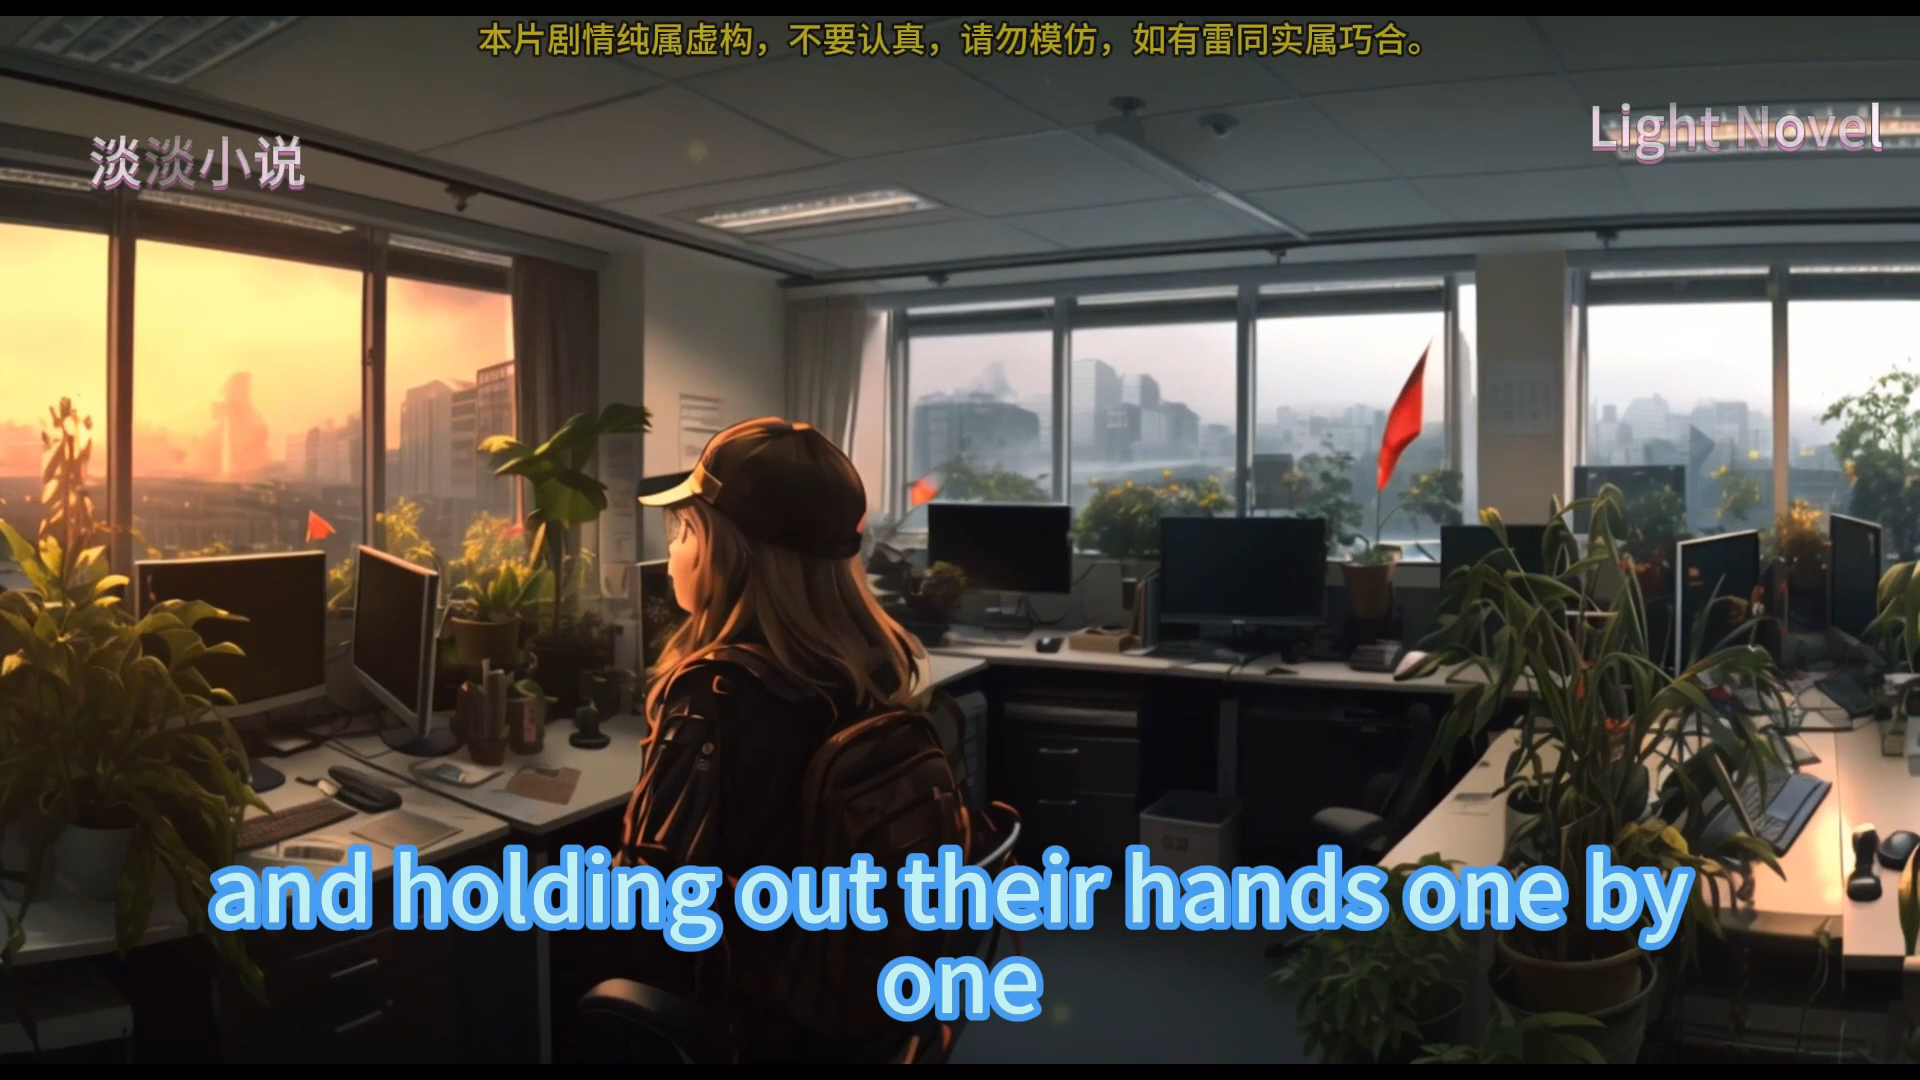 本片剧情纯属虚构，不要认真，请勿模仿，如有雷同实属巧合。
淡淡小说
Light Novel
and holding out their hands one by
one